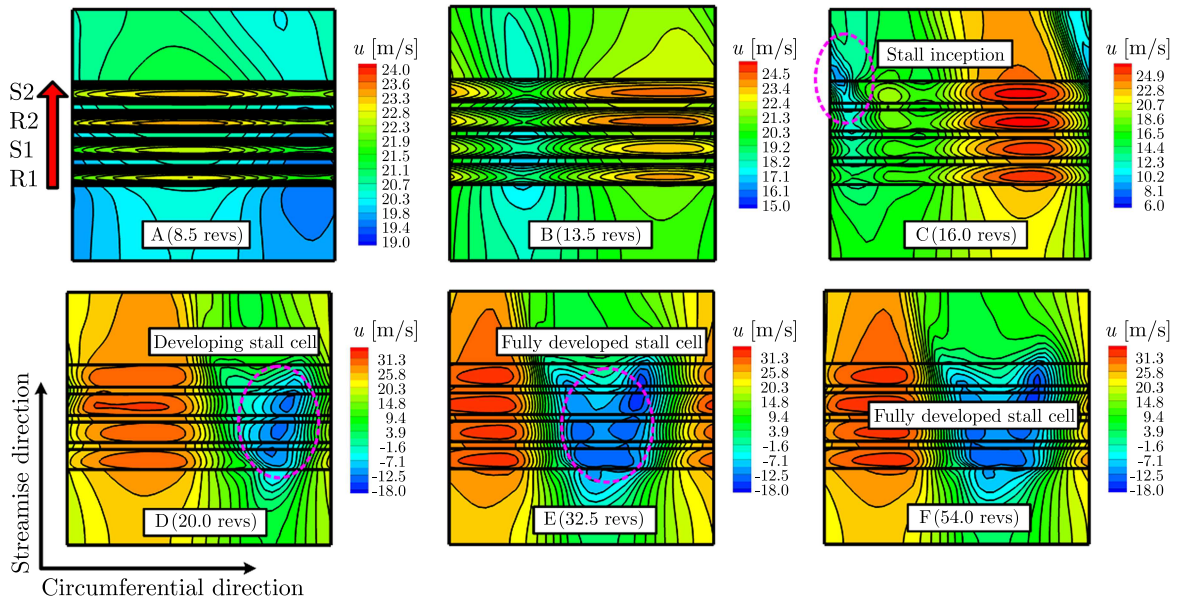 u [m/s]
24.0
23.6
23.3
22.8
22.3
21.9
21.5
21.1
20.7
20.3
19.8
19.4
19.0
S2
R2
S1
R1
A(8.5 revs)
u [m/s]
24.5
23.4
22.4
21.3
20.3
19.2
18.2
17.1
16.1
15.0
B(13.5 revs)
Stall inception
u [m/s]
24.9
22.8
20.7
18.6
16.5
14.4
12.3
10.2
8.1
6.0
C(16.0 revs)
Developing stall cell
u [m/s]
31.3
25.8
20.3
14.8
9.4
-1.6
-7.1
-12.5
-18.0
D(20.0 revs)
Fully developed stall cell
u [m/s]
31.3
25.8
20.3
14.8
9.4
-1.6
-7.1
-12.5
-18.0
E(32.5 revs)
u [m/s]
31.3
25.8
20.3
14.8
9.4
-1.6
-7.1
-12.5
-18.0
Fully developed stall cell
F(54.0 revs)
Streamise direction
Circumferential direction